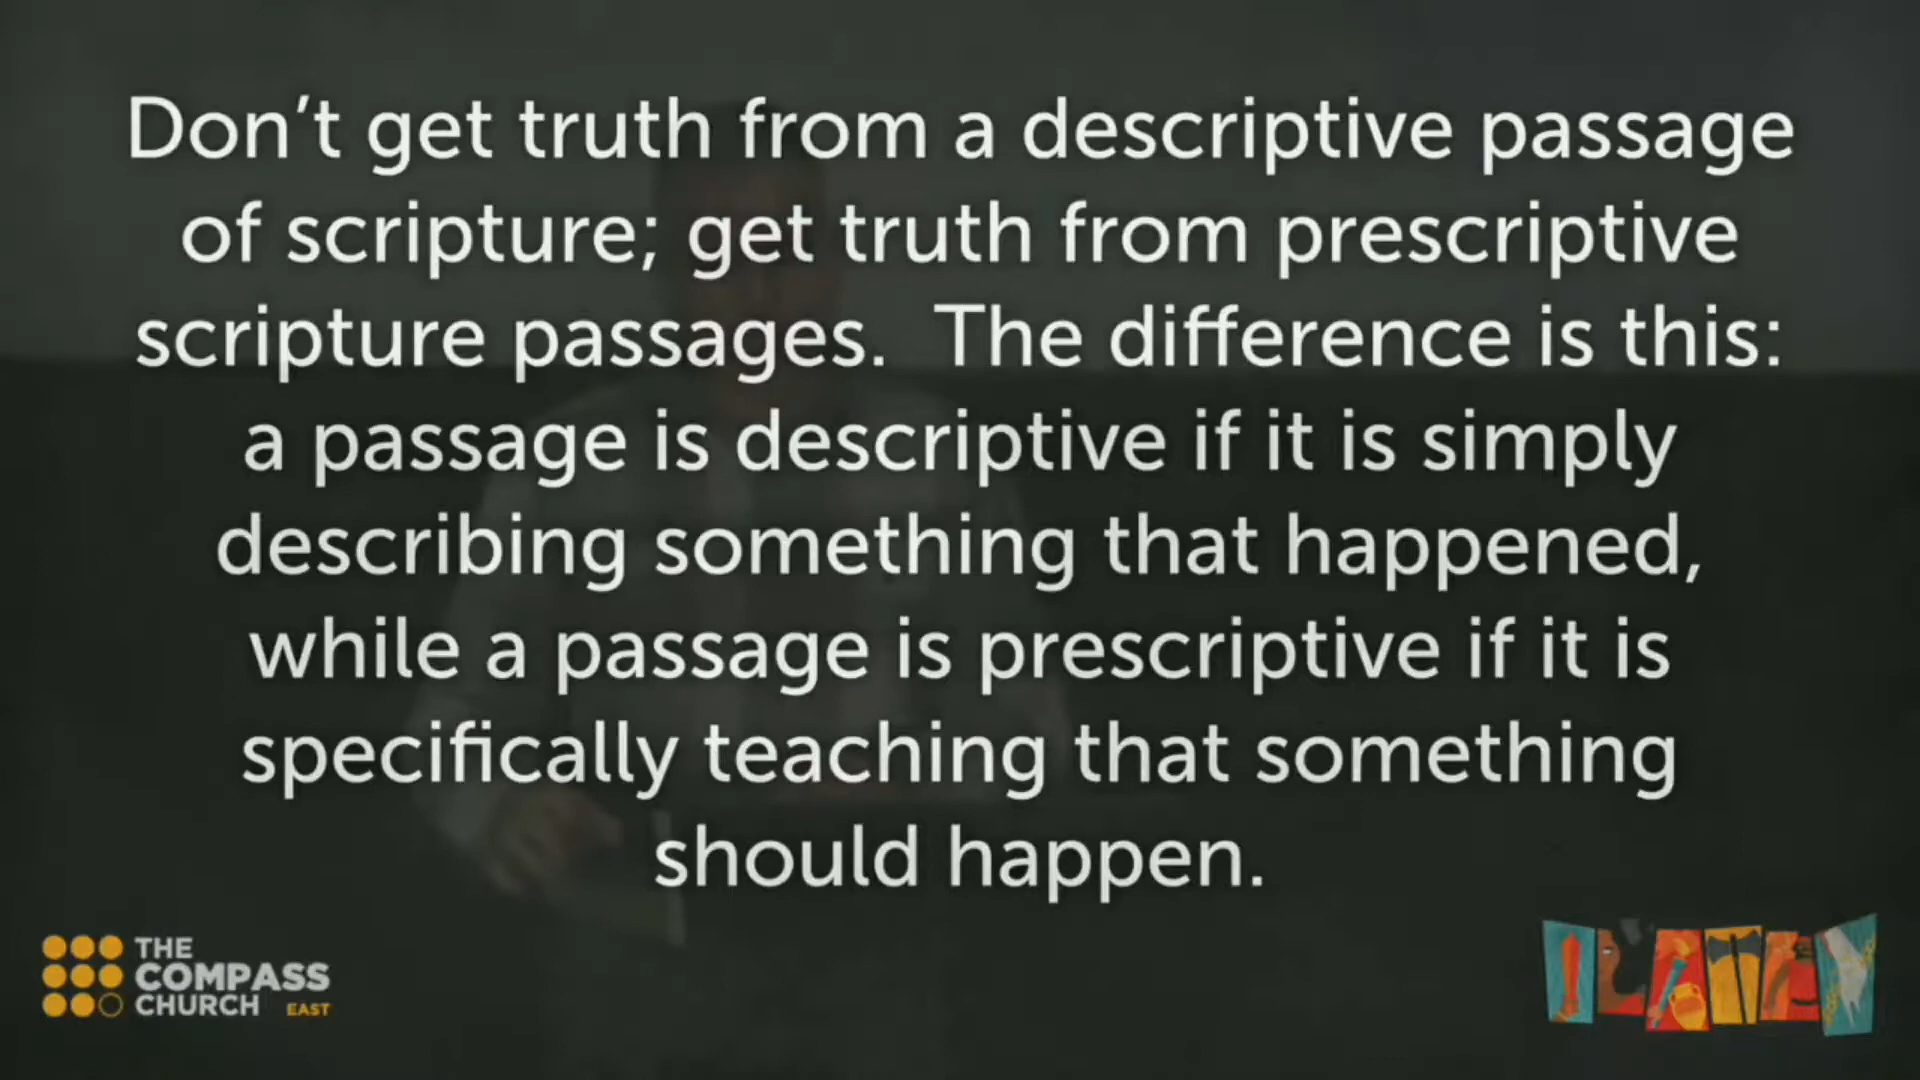 Don't get truth from a descriptive passage
of scripture; get truth from prescriptive
scripture passages.  The difference is this:
a passage is descriptive if it is simply
describing something that happened,
while a passage is prescriptive if it is
specifically teaching that something
should happen.
THE
COMPASS
CHURCH EAST